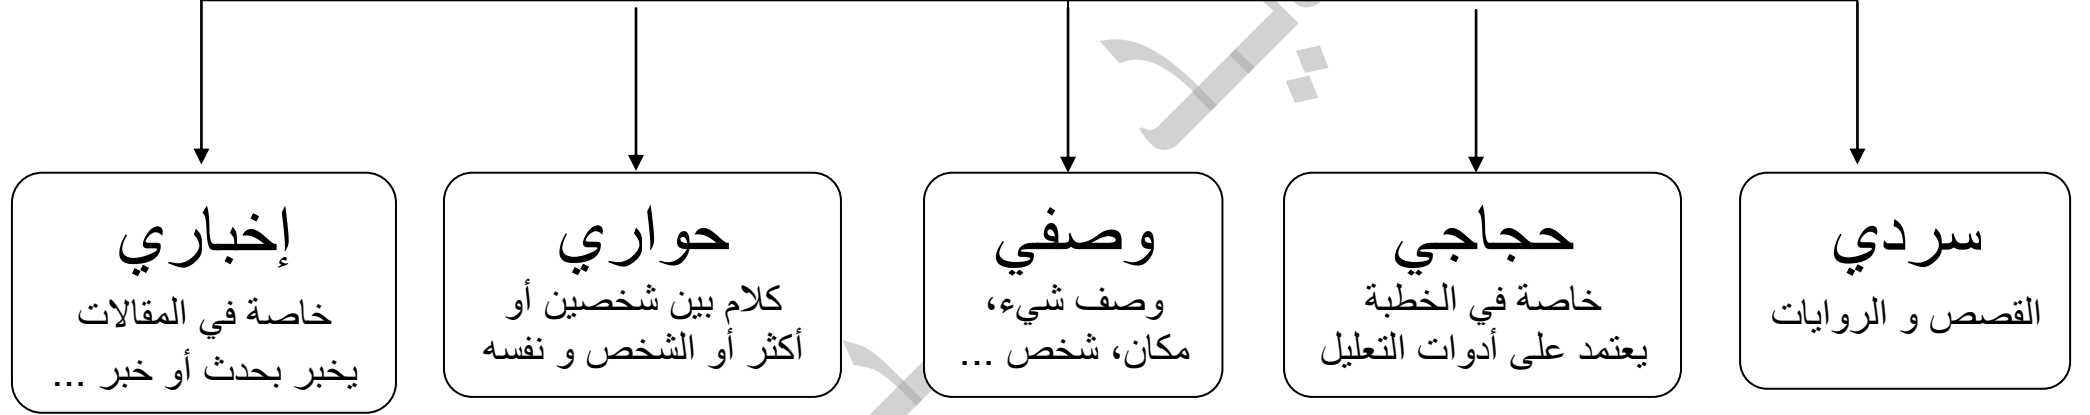 سردي
القصص و الروايات
حجاجي
خاصة في الخطبة
يعتمد على أدوات التعليل
وصفي
وصف شيء،
مكان، شخص ...
حواري
كلام بين شخصين أو
أكثر أو الشخص و نفسه
إخباري
خاصة في المقالات
يخبر بحدث أو خبر ...